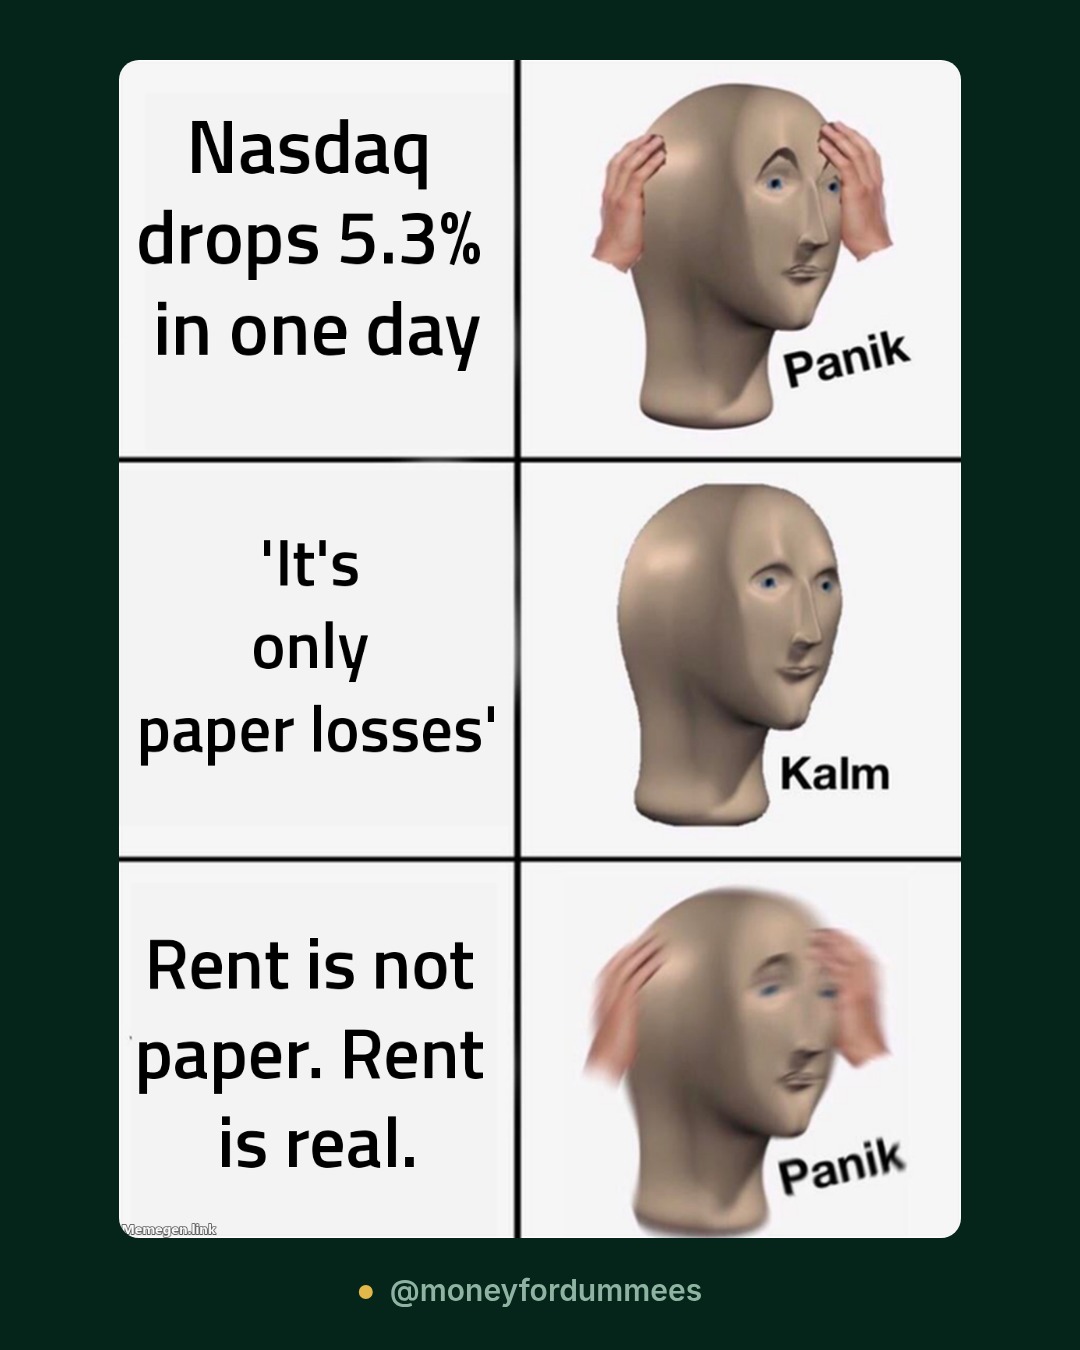 Nasdaq
drops 5.3%
in one day
Panik
'It's
only
paper losses'
Kalm
Rent is not
paper. Rent
is real.
Panik
Memegen.link
@moneyfordummees